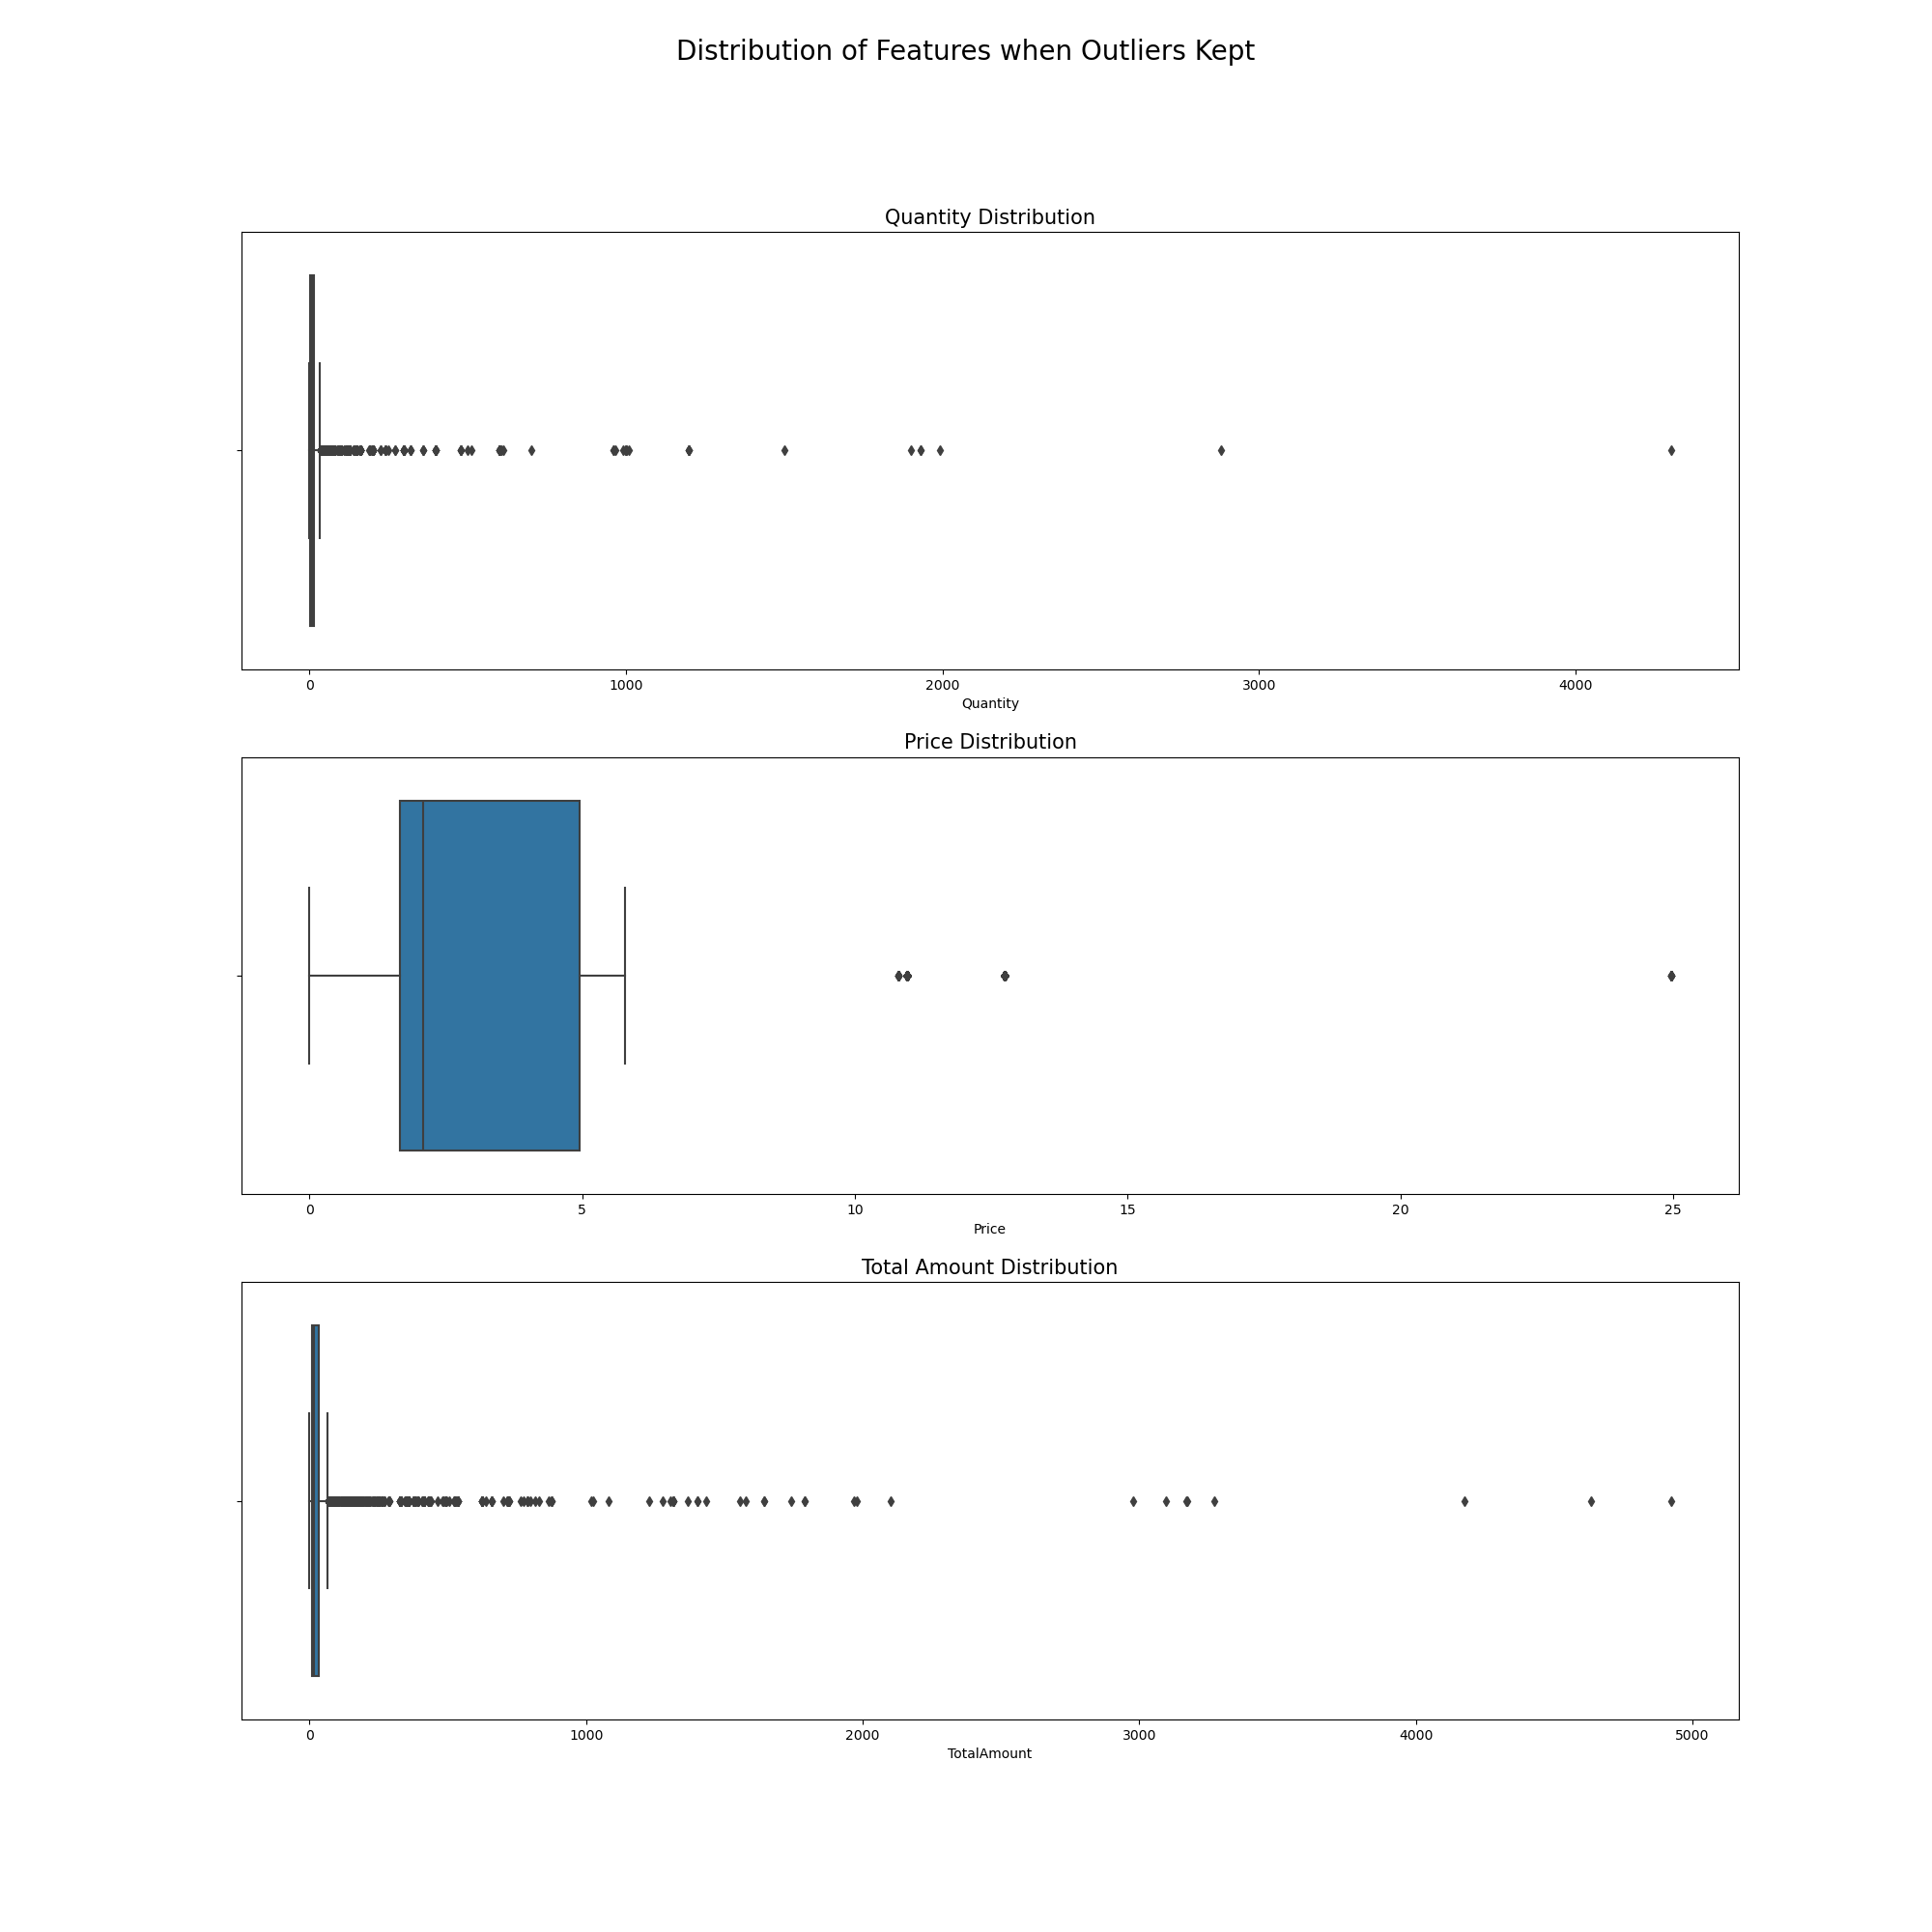 Distribution of Features when Outliers Kept
Quantity Distribution
0 1000 2000 3000 4000
Quantity
Price Distribution
0 5 10 15 20 25
Price
Total Amount Distribution
0 1000 2000 3000 4000 5000
TotalAmount